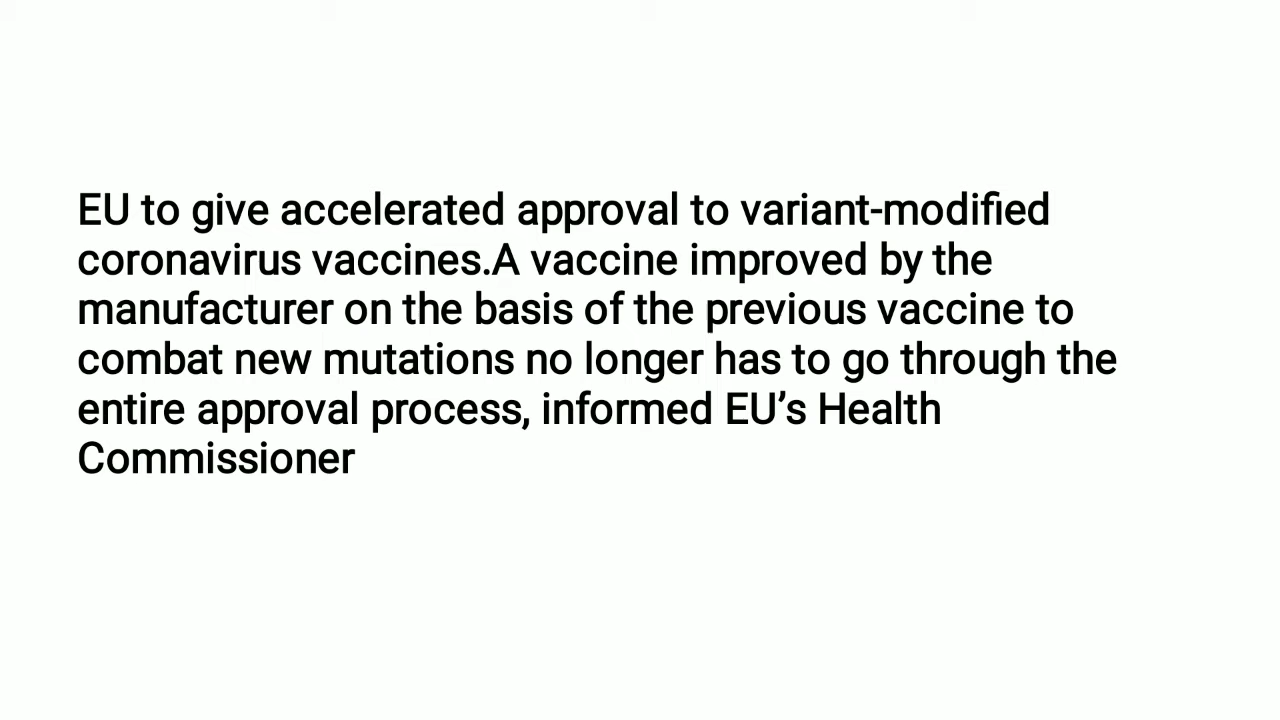 EU to give accelerated approval to variant-modified
coronavirus vaccines.A vaccine improved by the
manufacturer on the basis of the previous vaccine to
combat new mutations no longer has to go through the
entire approval process, informed EU’s Health
Commissioner